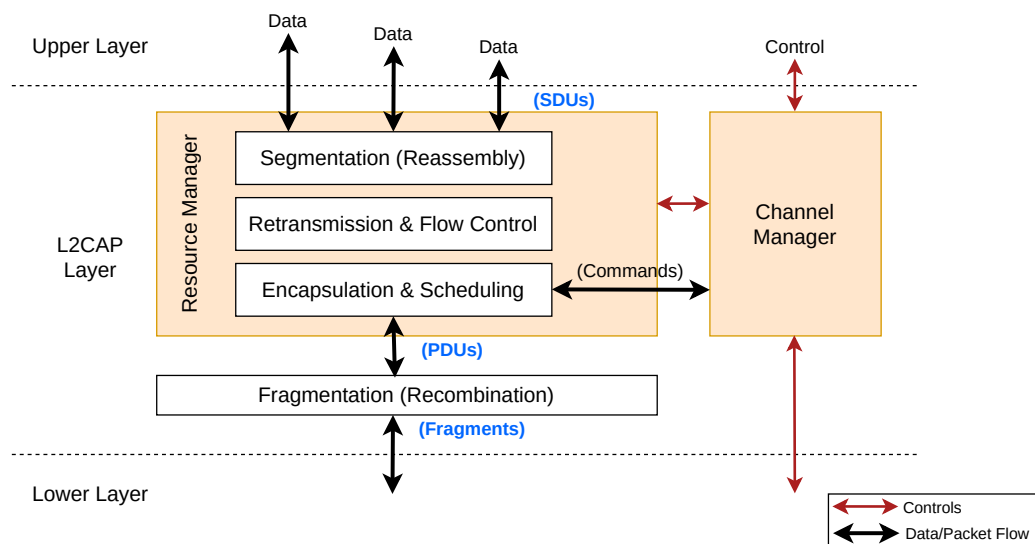 Data
Data
Data
Upper Layer
Control
(SDUs)
Resource Manager
Segmentation (Reassembly)
Retransmission & Flow Control
Encapsulation & Scheduling
Channel
Manager
L2CAP
Layer
(Commands)
(PDUs)
Fragmentation (Recombination)
(Fragments)
Lower Layer
Controls
Data/Packet Flow